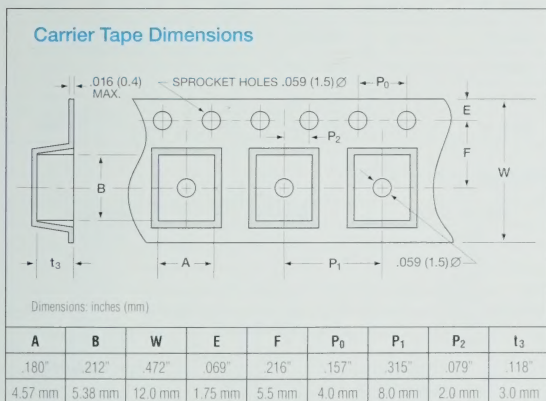 Carrier Tape Dimensions
.016 (0.4)
MAX.
SPROCKET HOLES .059 (1.5)Ø
P0
E
P2
F
W
B
t3
A
P1
.059 (1.5)Ø
Dimensions: inches (mm)
A B W E F P0 P1 P2 t3
.180" .212" .472" .069" .216" .157" .315" .079" .118"
4.57 mm 5.38 mm 12.0 mm 1.75 mm 5.5 mm 4.0 mm 8.0 mm 2.0 mm 3.0 mm